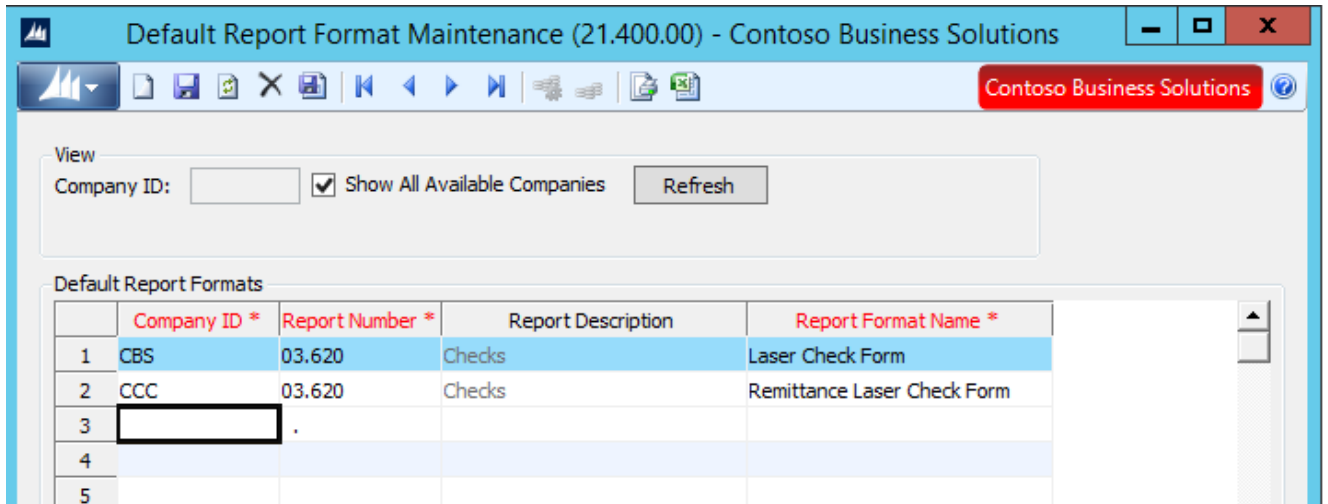 Default Report Format Maintenance (21.400.00) - Contoso Business Solutions
Contoso Business Solutions
View
Company ID: Show All Available Companies Refresh
Default Report Formats
Company ID * Report Number * Report Description Report Format Name *
1 CBS 03.620 Checks Laser Check Form
2 CCC 03.620 Checks Remittance Laser Check Form
3 .
4
5